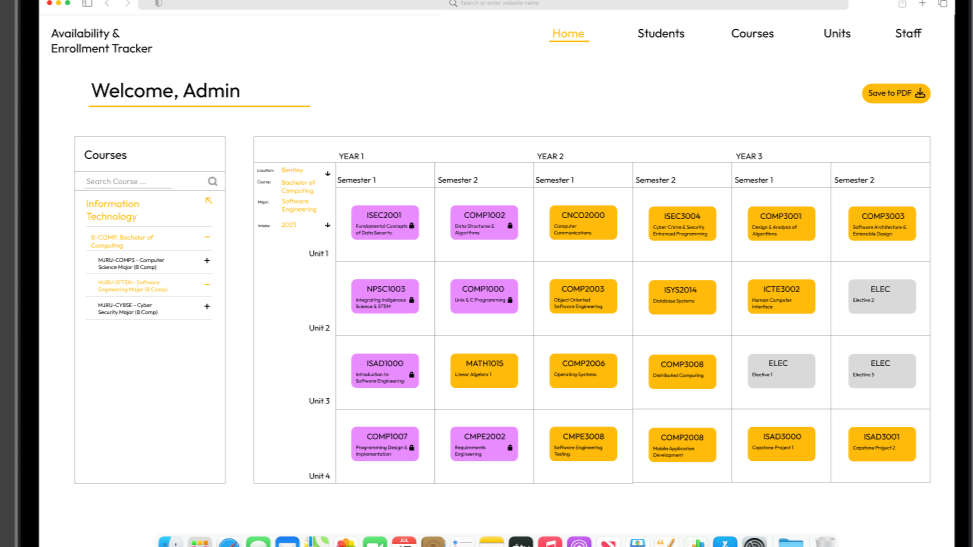 Search or enter website name
Availability &
Enrollment Tracker
Home
Students
Courses
Units
Staff
Welcome, Admin
Save to PDF
Courses
Search Course ....
Information
Technology
B-COMP, Bachelor of
Computing
MJRU-COMPS - Computer
Science Major (B Comp)
Engineering Major (B Comp)
MJRU-CYBSE - Cyber
Security Major (B Comp)
YEAR 1
YEAR 2
YEAR 3
Location: Bentley
Course: Bachelor of
Computing
Major: Software
Engineering
Intake: 2023
Semester 1
Semester 2
Semester 1
Semester 2
Semester 1
Semester 2
Unit 1
ISEC2001
Fundamental Concepts
of Data Security
COMP1002
Data Structures &
Algorithms
CNCO2000
Computer
Communications
ISEC3004
Cyber Crime & Security
Enhanced Programming
COMP3001
Design & Analysis of
Algorithms
COMP3003
Software Architecture &
Extensible Design
Unit 2
NPSC1003
Integrating Indigenous
Science & STEM
COMP1000
Unix & C Programming
COMP2003
Object Oriented
Software Engineering
ISYS2014
Database Systems
ICTE3002
Human Computer
Interface
ELEC
Elective 2
Unit 3
ISAD1000
Introduction to
Software Engineering
MATH1015
Linear Algebra 1
COMP2006
Operating Systems
COMP3008
Distributed Computing
ELEC
Elective 1
ELEC
Elective 3
Unit 4
COMP1007
Programming Design &
Implementation
CMPE2002
Requirements
Engineering
CMPE3008
Software Engineering
Testing
COMP2008
Mobile Application
Development
ISAD3000
Capstone Project 1
ISAD3001
Capstone Project 2